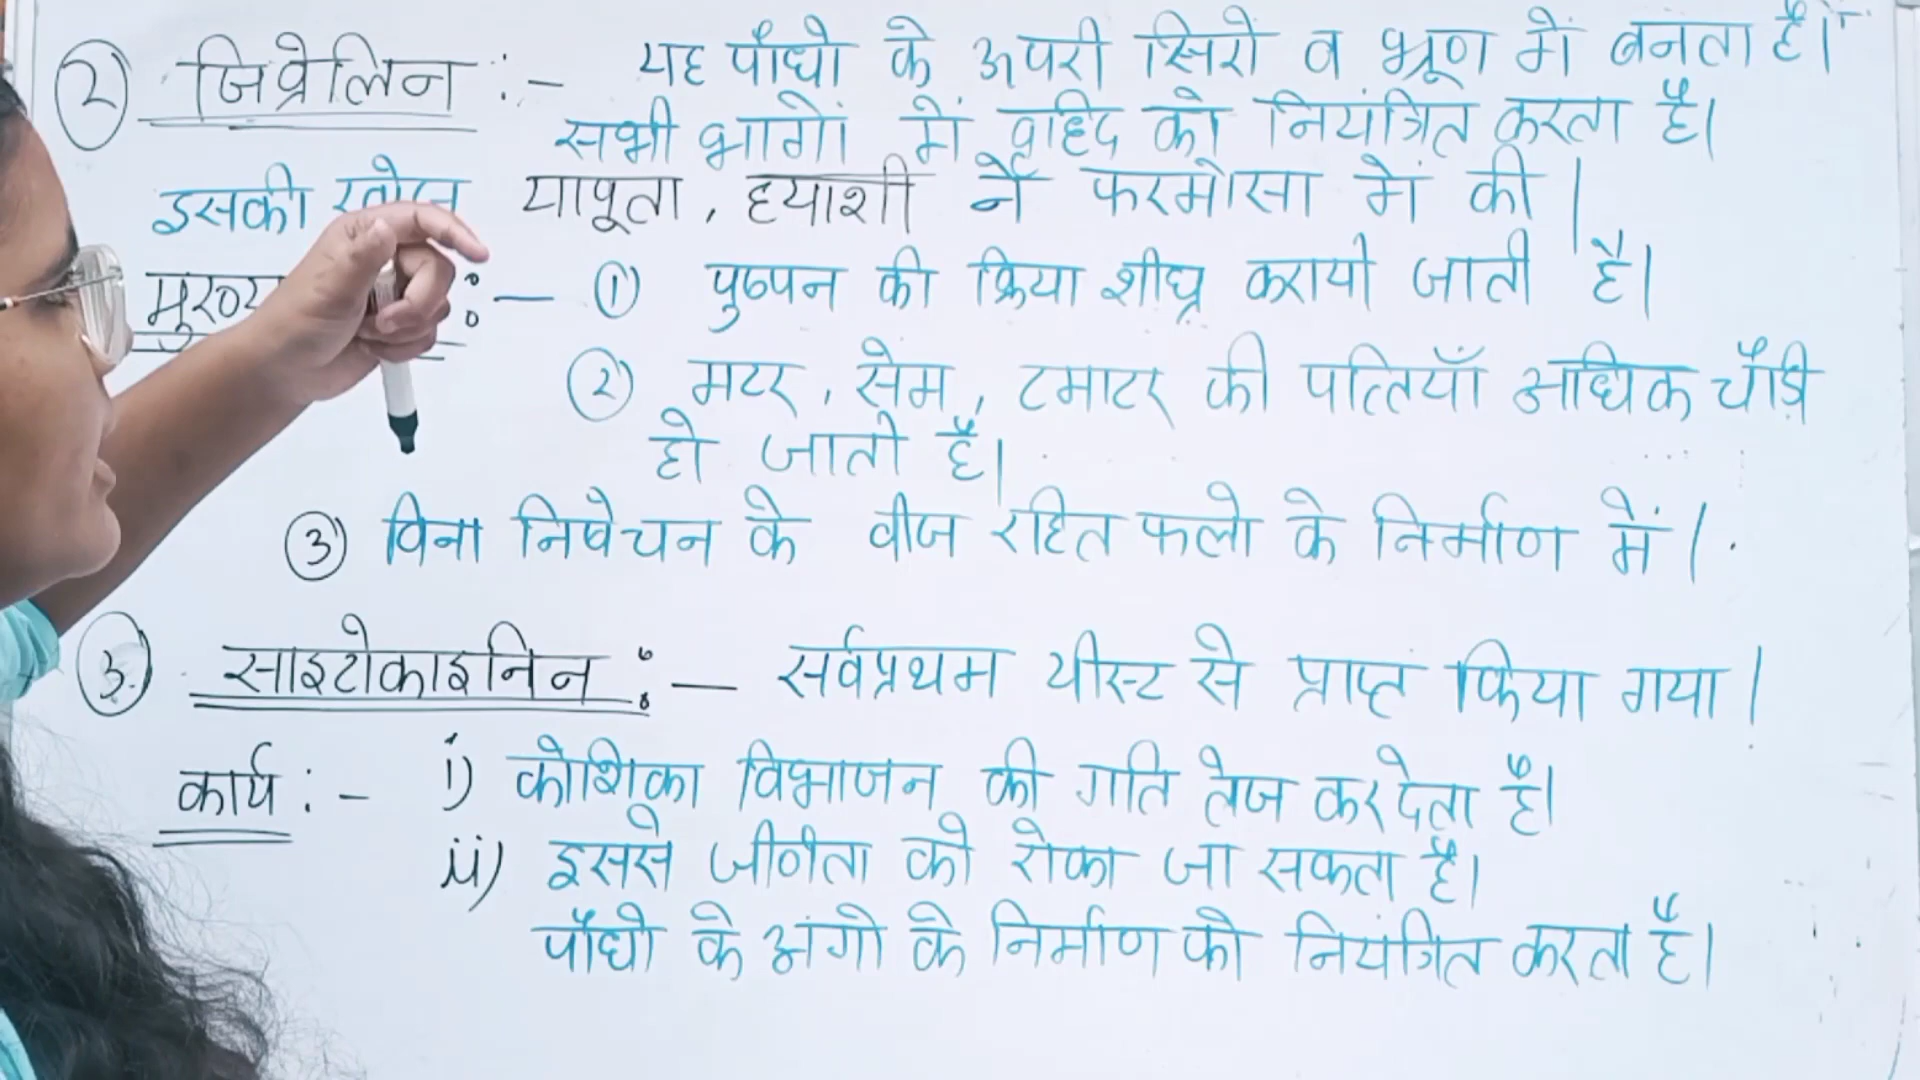 ② जिब्रेलिन :- यह पौधो के ऊपरी सिरो व भ्रूण में बनता है।
सभी भागों में वृद्धि को नियंत्रित करता है।
इसकी खोज यापूता, हयाशी ने फरमोसा में की।
मुख्य :— ① पुष्पन की क्रिया शीघ्र करायी जाती है।
② मटर, सेम, टमाटर की पत्तियाँ अधिक चौड़ी
हो जाती है।
③ बिना निषेचन के बीज रहित फलो के निर्माण में।
③ साइटोकाइनिन :— सर्वप्रथम यीस्ट से प्राप्त किया गया।
कार्य :- i) कोशिका विभाजन की गति तेज कर देता है।
ii) इससे जीर्णता को रोका जा सकता है।
पौधो के अंगो के निर्माण को नियंत्रित करता है।